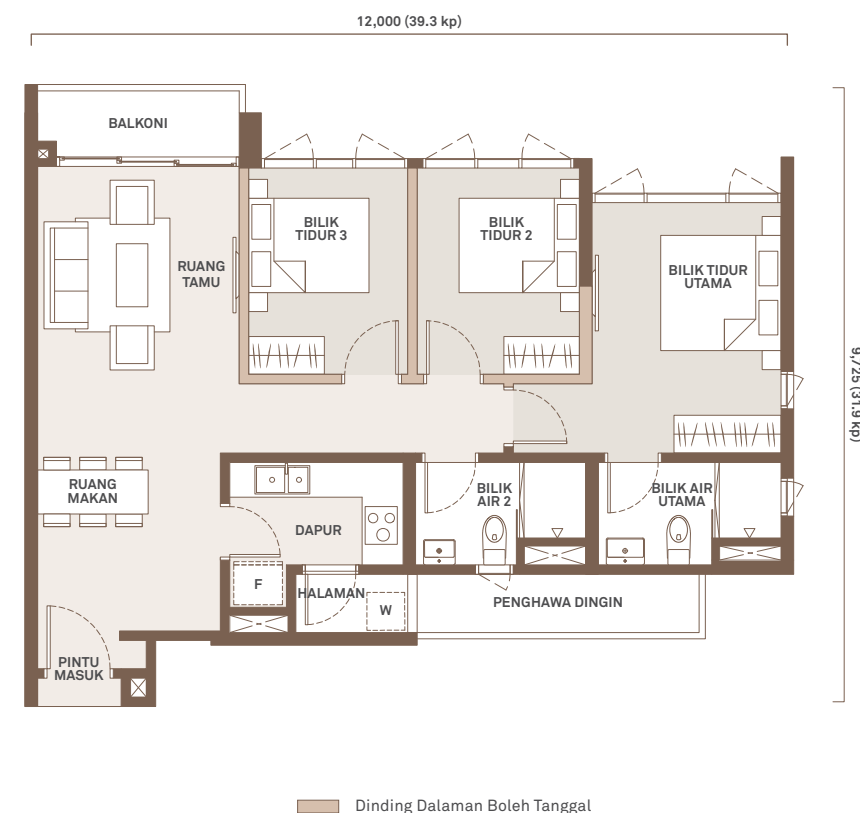 12,000 (39.3 kp)
BALKONI
BILIK
TIDUR 3
BILIK
TIDUR 2
RUANG
TAMU
BILIK TIDUR
UTAMA
9,725 (31.9 kp)
RUANG
MAKAN
BILIK
AIR 2
BILIK AIR
UTAMA
DAPUR
F
HALAMAN
W
PENGHAWA DINGIN
PINTU
MASUK
Dinding Dalaman Boleh Tanggal